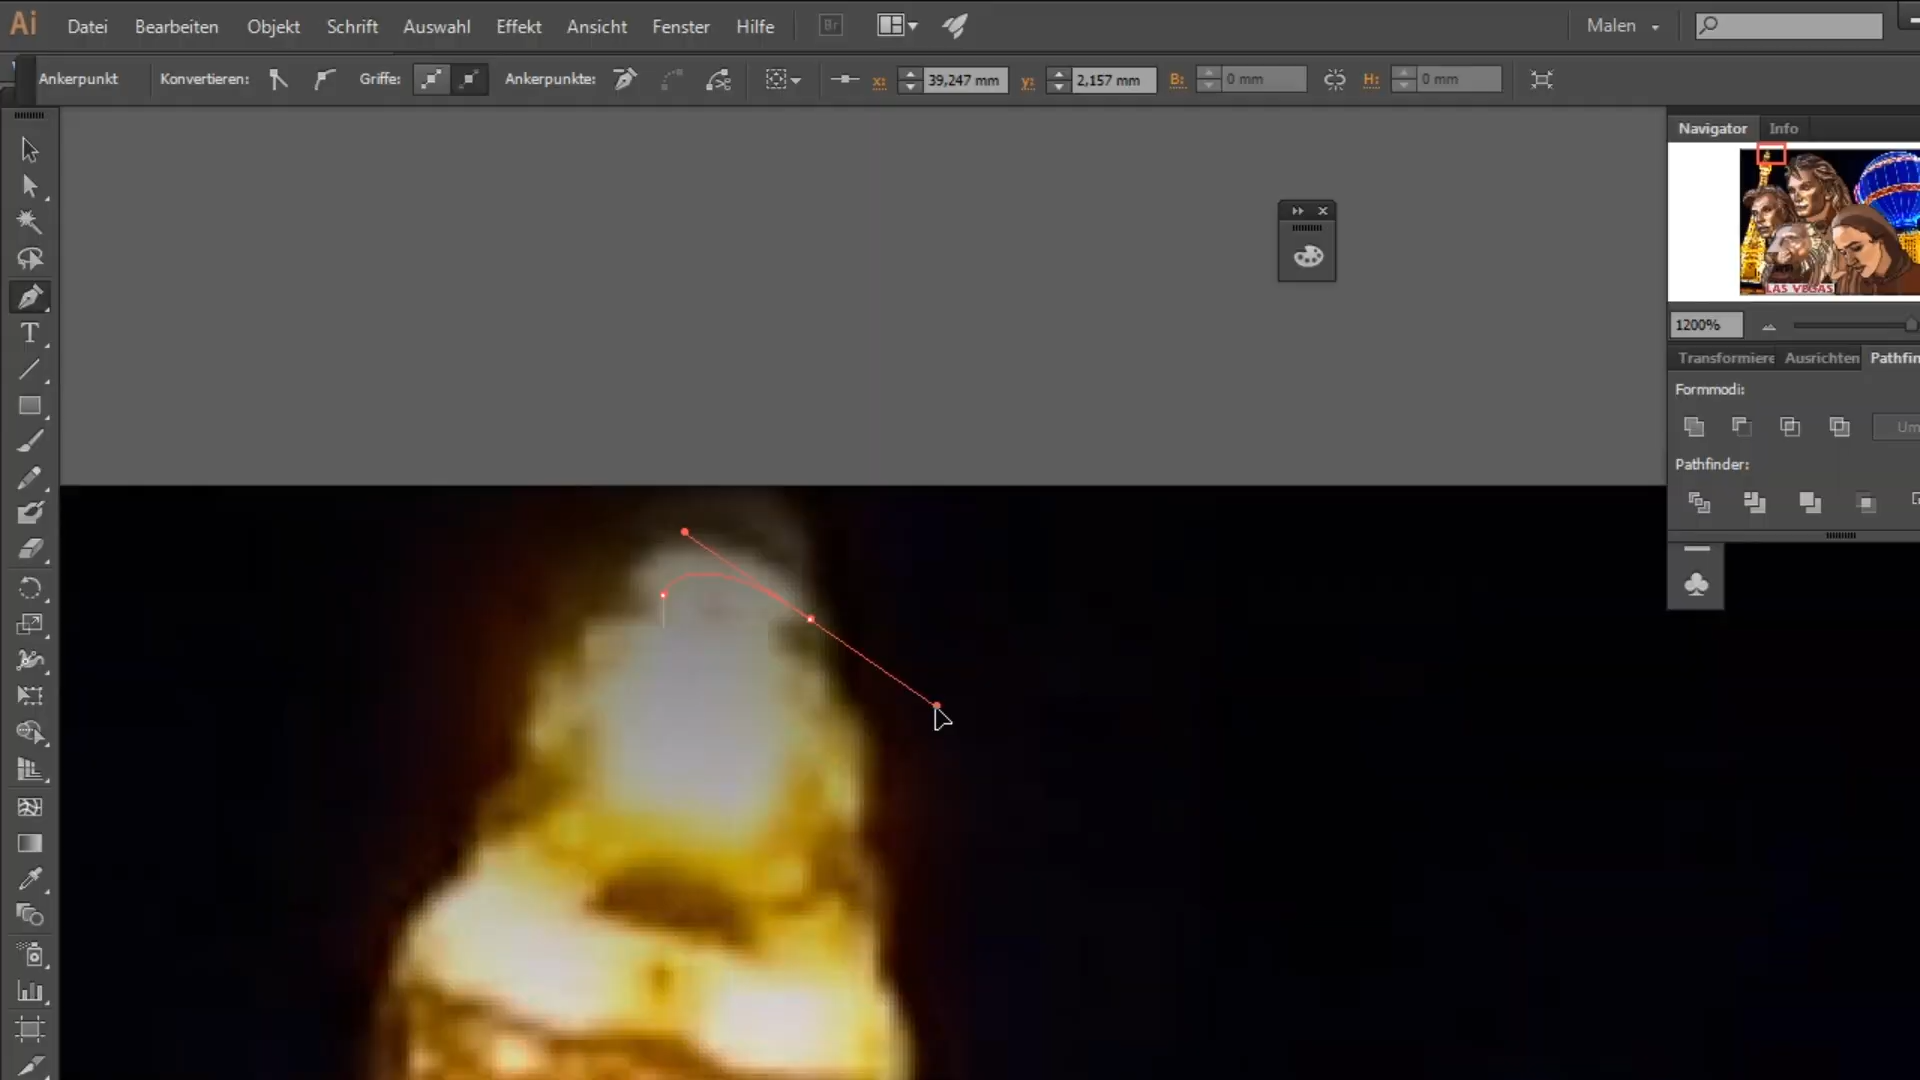 Ai Datei Bearbeiten Objekt Schrift Auswahl Effekt Ansicht Fenster Hilfe Br Malen
Ankerpunkt Konvertieren: Griffe: Ankerpunkte: x: 39,247 mm y: 2,157 mm B: 0 mm H: 0 mm
Navigator Info
LAS VEGAS
1200%
Transformiere Ausrichten Pathfin
Formmodi:
Um
Pathfinder:
T